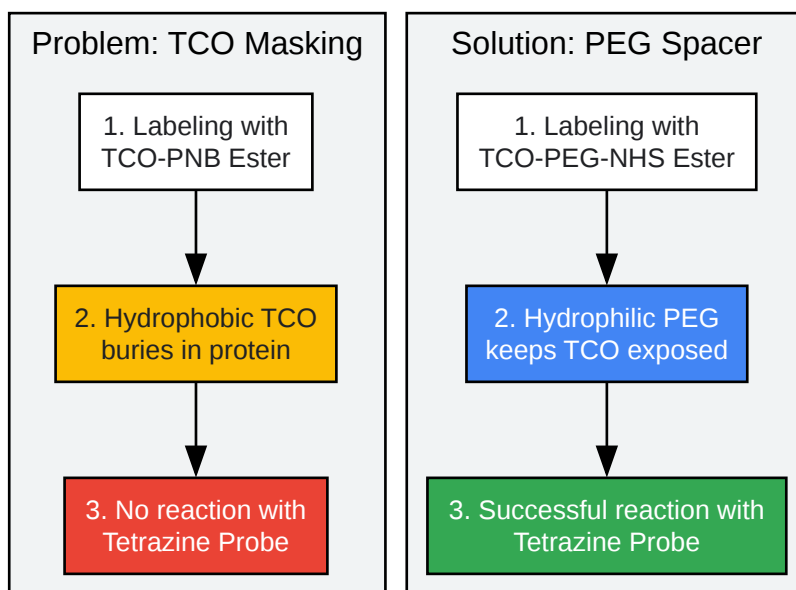 Problem: TCO Masking
1. Labeling with
TCO-PNB Ester
2. Hydrophobic TCO
buries in protein
3. No reaction with
Tetrazine Probe
Solution: PEG Spacer
1. Labeling with
TCO-PEG-NHS Ester
2. Hydrophilic PEG
keeps TCO exposed
3. Successful reaction with
Tetrazine Probe